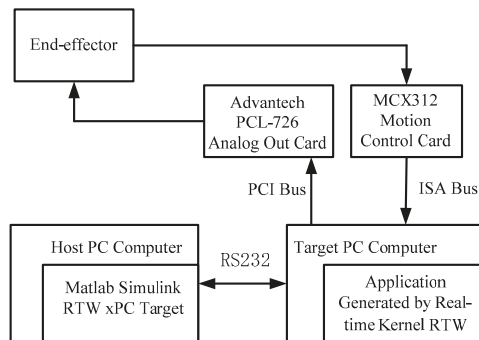 End-effector
Advantech
PCL-726
Analog Out Card
MCX312
Motion
Control Card
PCI Bus
ISA Bus
Host PC Computer
RS232
Target PC Computer
Matlab Simulink
RTW xPC Target
Application
Generated by Real-
time Kernel RTW